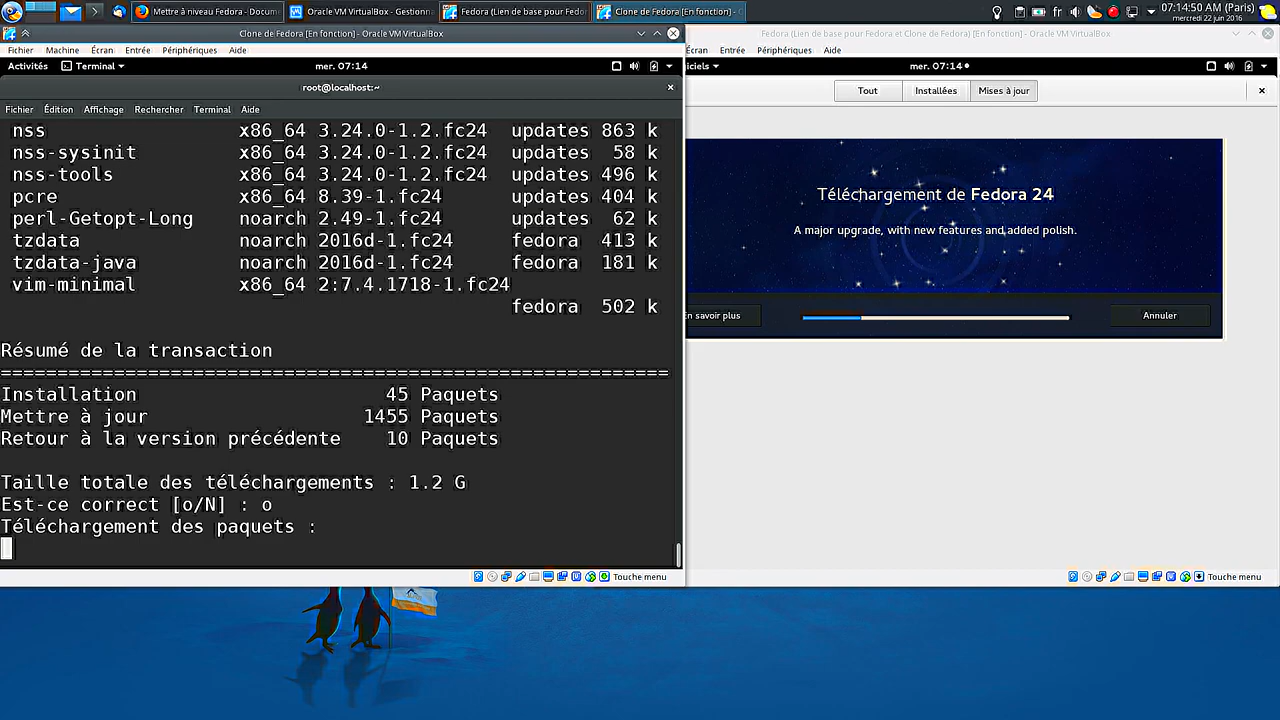 Mettre à niveau Fedora - Docum
Oracle VM VirtualBox - Gestionn
Fedora (Lien de base pour Fedo
Clone de Fedora [En fonction] - O
fr
07:14:50 AM (Paris)
mercredi 22 juin 2016
Clone de Fedora [En fonction] - Oracle VM VirtualBox
Fichier Machine Écran Entrée Périphériques Aide
Activités Terminal mer. 07:14
root@localhost:~
Fichier Édition Affichage Rechercher Terminal Aide
nss x86_64 3.24.0-1.2.fc24 updates 863 k
nss-sysinit x86_64 3.24.0-1.2.fc24 updates 58 k
nss-tools x86_64 3.24.0-1.2.fc24 updates 496 k
pcre x86_64 8.39-1.fc24 updates 404 k
perl-Getopt-Long noarch 2.49-1.fc24 updates 62 k
tzdata noarch 2016d-1.fc24 fedora 413 k
tzdata-java noarch 2016d-1.fc24 fedora 181 k
vim-minimal x86_64 2:7.4.1718-1.fc24
fedora 502 k
Résumé de la transaction
================================================================
Installation 45 Paquets
Mettre à jour 1455 Paquets
Retour à la version précédente 10 Paquets
Taille totale des téléchargements : 1.2 G
Est-ce correct [o/N] : o
Téléchargement des paquets :
Touche menu
Fedora (Lien de base pour Fedora et Clone de Fedora) [En fonction] - Oracle VM VirtualBox
Écran Entrée Périphériques Aide
iciels mer. 07:14
Tout Installées Mises à jour
Téléchargement de Fedora 24
A major upgrade, with new features and added polish.
En savoir plus Annuler
Touche menu